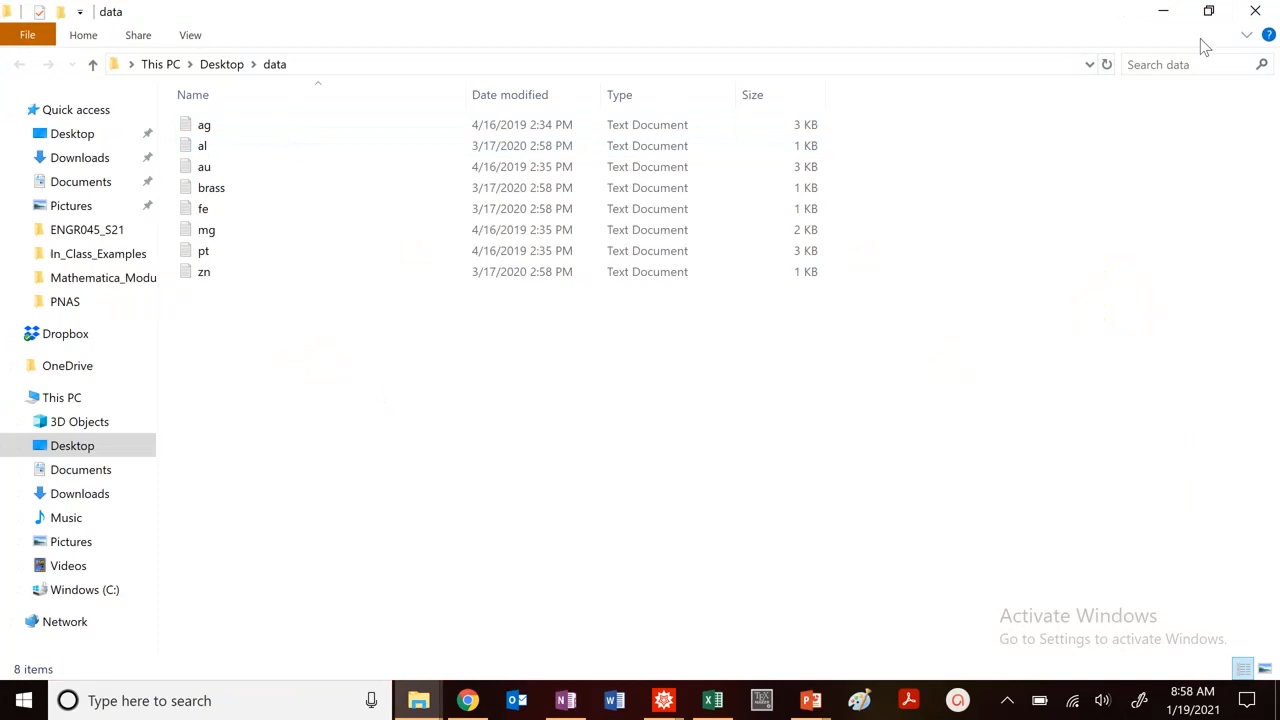 data
File
Home
Share
View
This PC
Desktop
data
Search data
Name
Date modified
Type
Size
ag 4/16/2019 2:34 PM Text Document 3 KB
al 3/17/2020 2:58 PM Text Document 1 KB
au 4/16/2019 2:35 PM Text Document 3 KB
brass 3/17/2020 2:58 PM Text Document 1 KB
fe 3/17/2020 2:58 PM Text Document 1 KB
mg 4/16/2019 2:35 PM Text Document 2 KB
pt 4/16/2019 2:35 PM Text Document 3 KB
zn 3/17/2020 2:58 PM Text Document 1 KB
Quick access
Desktop
Downloads
Documents
Pictures
ENGR045_S21
In_Class_Examples
Mathematica_Modu
PNAS
Dropbox
OneDrive
This PC
3D Objects
Desktop
Documents
Downloads
Music
Pictures
Videos
Windows (C:)
Network
Activate Windows
Go to Settings to activate Windows.
8 items
Type here to search
8:58 AM
1/19/2021